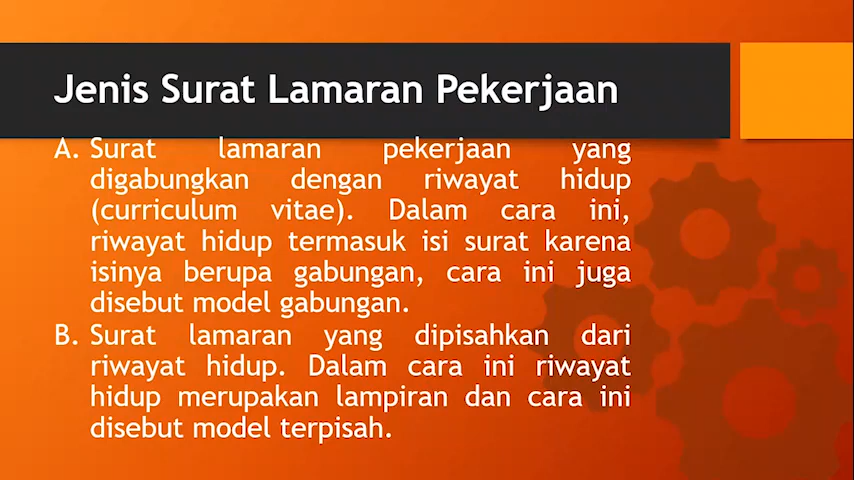 Jenis Surat Lamaran Pekerjaan
A. Surat lamaran pekerjaan yang
digabungkan dengan riwayat hidup
(curriculum vitae). Dalam cara ini,
riwayat hidup termasuk isi surat karena
isinya berupa gabungan, cara ini juga
disebut model gabungan.
B. Surat lamaran yang dipisahkan dari
riwayat hidup. Dalam cara ini riwayat
hidup merupakan lampiran dan cara ini
disebut model terpisah.